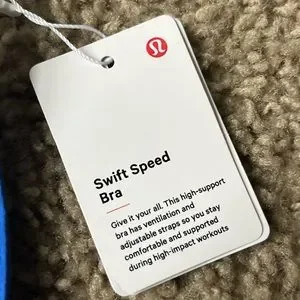 Swift Speed
Bra
Give it your all. This high-support
bra has ventilation and
adjustable straps so you stay
comfortable and supported
during high-impact workouts